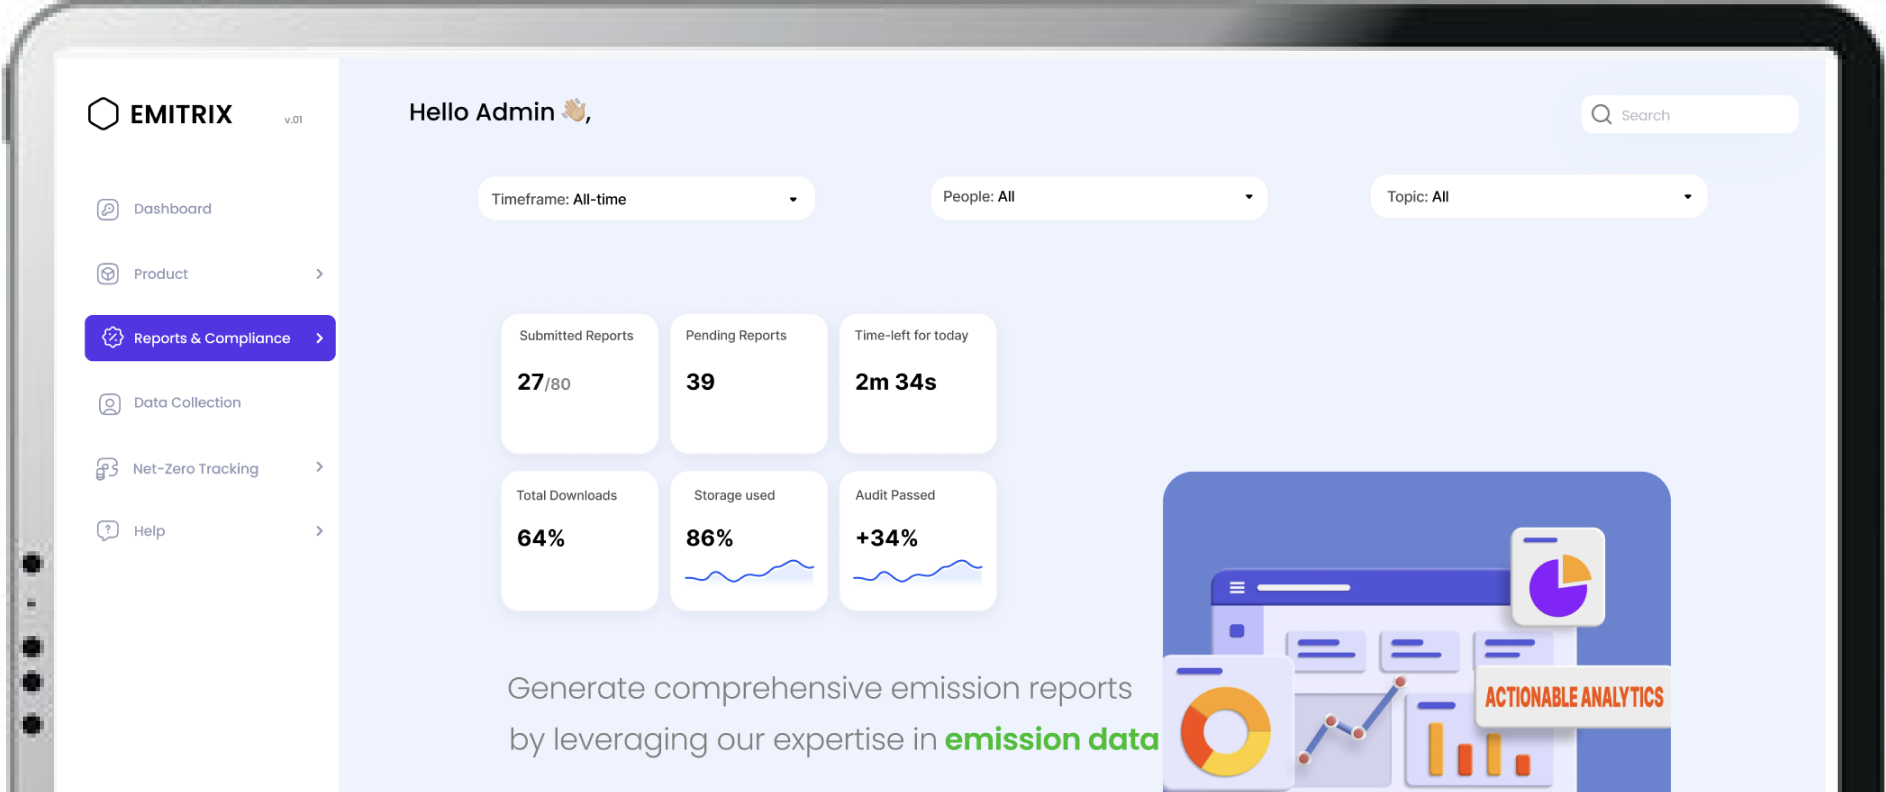 EMITRIX
v.01
Hello Admin 👋🏼,
Search
Timeframe: All-time
People: All
Topic: All
Dashboard
Product
Reports & Compliance
Data Collection
Net-Zero Tracking
Help
Submitted Reports
27/80
Pending Reports
39
Time-left for today
2m 34s
Total Downloads
64%
Storage used
86%
Audit Passed
+34%
Generate comprehensive emission reports
by leveraging our expertise in emission data
ACTIONABLE ANALYTICS